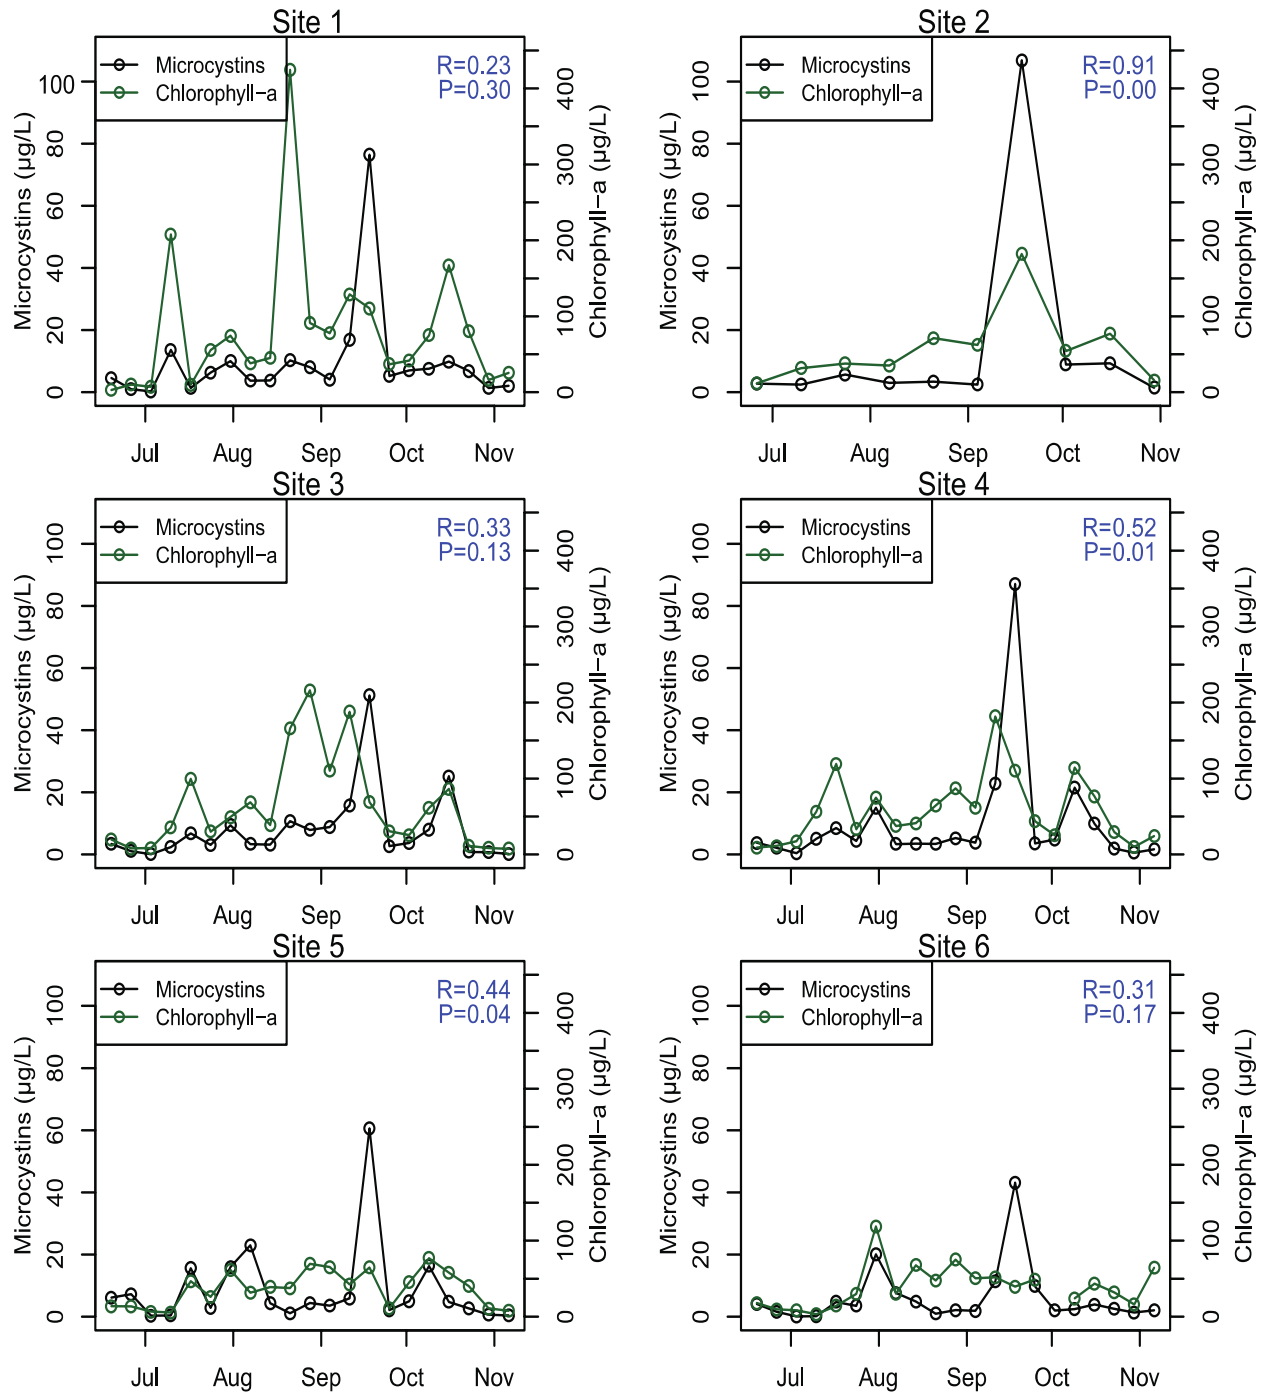 Site 1
Microcystins
Chlorophyll-a
R=0.23
P=0.30
Microcystins (µg/L)
0 20 40 60 80 100
Chlorophyll-a (µg/L)
0 100 200 300 400
Jul Aug Sep Oct Nov
Site 2
Microcystins
Chlorophyll-a
R=0.91
P=0.00
Microcystins (µg/L)
0 20 40 60 80 100
Chlorophyll-a (µg/L)
0 100 200 300 400
Jul Aug Sep Oct Nov
Site 3
Microcystins
Chlorophyll-a
R=0.33
P=0.13
Microcystins (µg/L)
0 20 40 60 80 100
Chlorophyll-a (µg/L)
0 100 200 300 400
Jul Aug Sep Oct Nov
Site 4
Microcystins
Chlorophyll-a
R=0.52
P=0.01
Microcystins (µg/L)
0 20 40 60 80 100
Chlorophyll-a (µg/L)
0 100 200 300 400
Jul Aug Sep Oct Nov
Site 5
Microcystins
Chlorophyll-a
R=0.44
P=0.04
Microcystins (µg/L)
0 20 40 60 80 100
Chlorophyll-a (µg/L)
0 100 200 300 400
Jul Aug Sep Oct Nov
Site 6
Microcystins
Chlorophyll-a
R=0.31
P=0.17
Microcystins (µg/L)
0 20 40 60 80 100
Chlorophyll-a (µg/L)
0 100 200 300 400
Jul Aug Sep Oct Nov